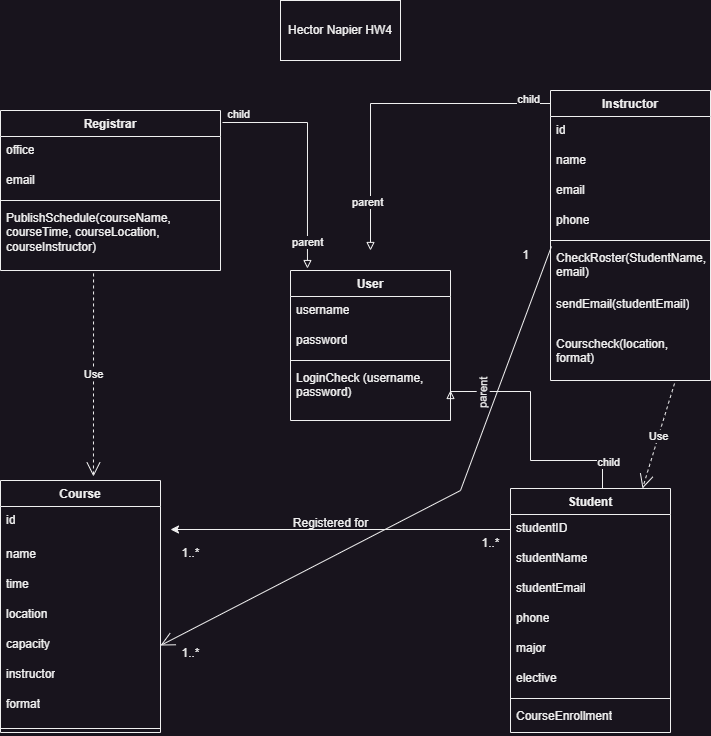 Hector Napier HW4
child
Instructor
id
name
email
phone
CheckRoster(StudentName,
email)
sendEmail(studentEmail)
Courscheck(location,
format)
child
Registrar
office
email
PublishSchedule(courseName,
courseTime, courseLocation,
courseInstructor)
parent
parent
1
User
username
password
LoginCheck (username,
password)
parent
Use
Use
child
Course
id
name
time
location
capacity
instructor
format
Registered for
1..*
1..*
1..*
Student
studentID
studentName
studentEmail
phone
major
elective
CourseEnrollment